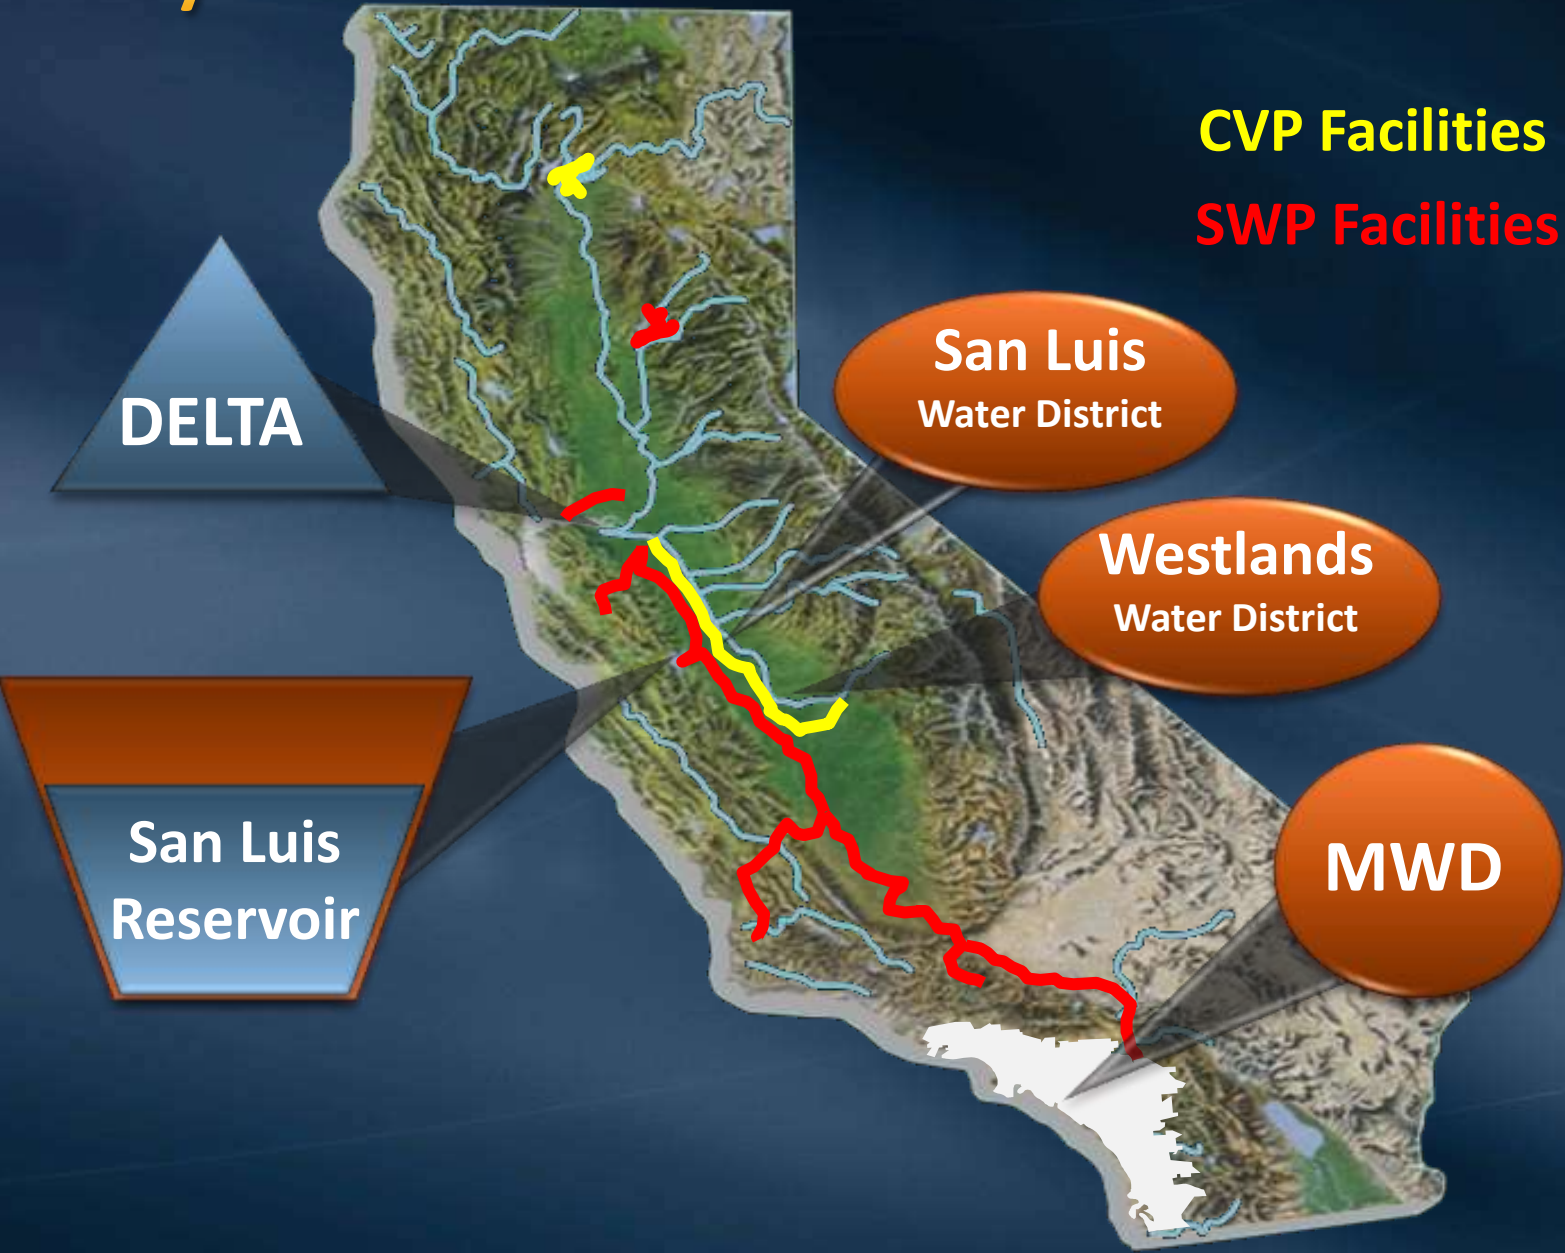 CVP Facilities
SWP Facilities
San Luis
Water District
DELTA
Westlands
Water District
San Luis
Reservoir
MWD